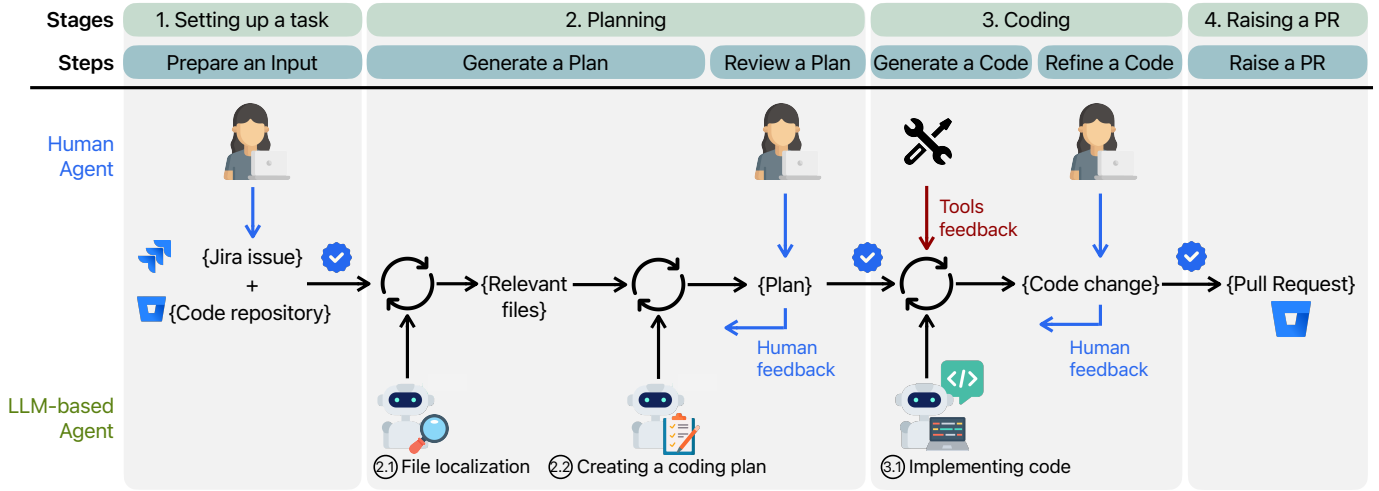 Stages
1. Setting up a task
2. Planning
3. Coding
4. Raising a PR
Steps
Prepare an Input
Generate a Plan
Review a Plan
Generate a Code
Refine a Code
Raise a PR
Human
Agent
Tools
feedback
{Jira issue}
+
{Code repository}
{Relevant
files}
{Plan}
{Code change}
{Pull Request}
Human
feedback
Human
feedback
</>
LLM-based
Agent
2.1 File localization
2.2 Creating a coding plan
3.1 Implementing code